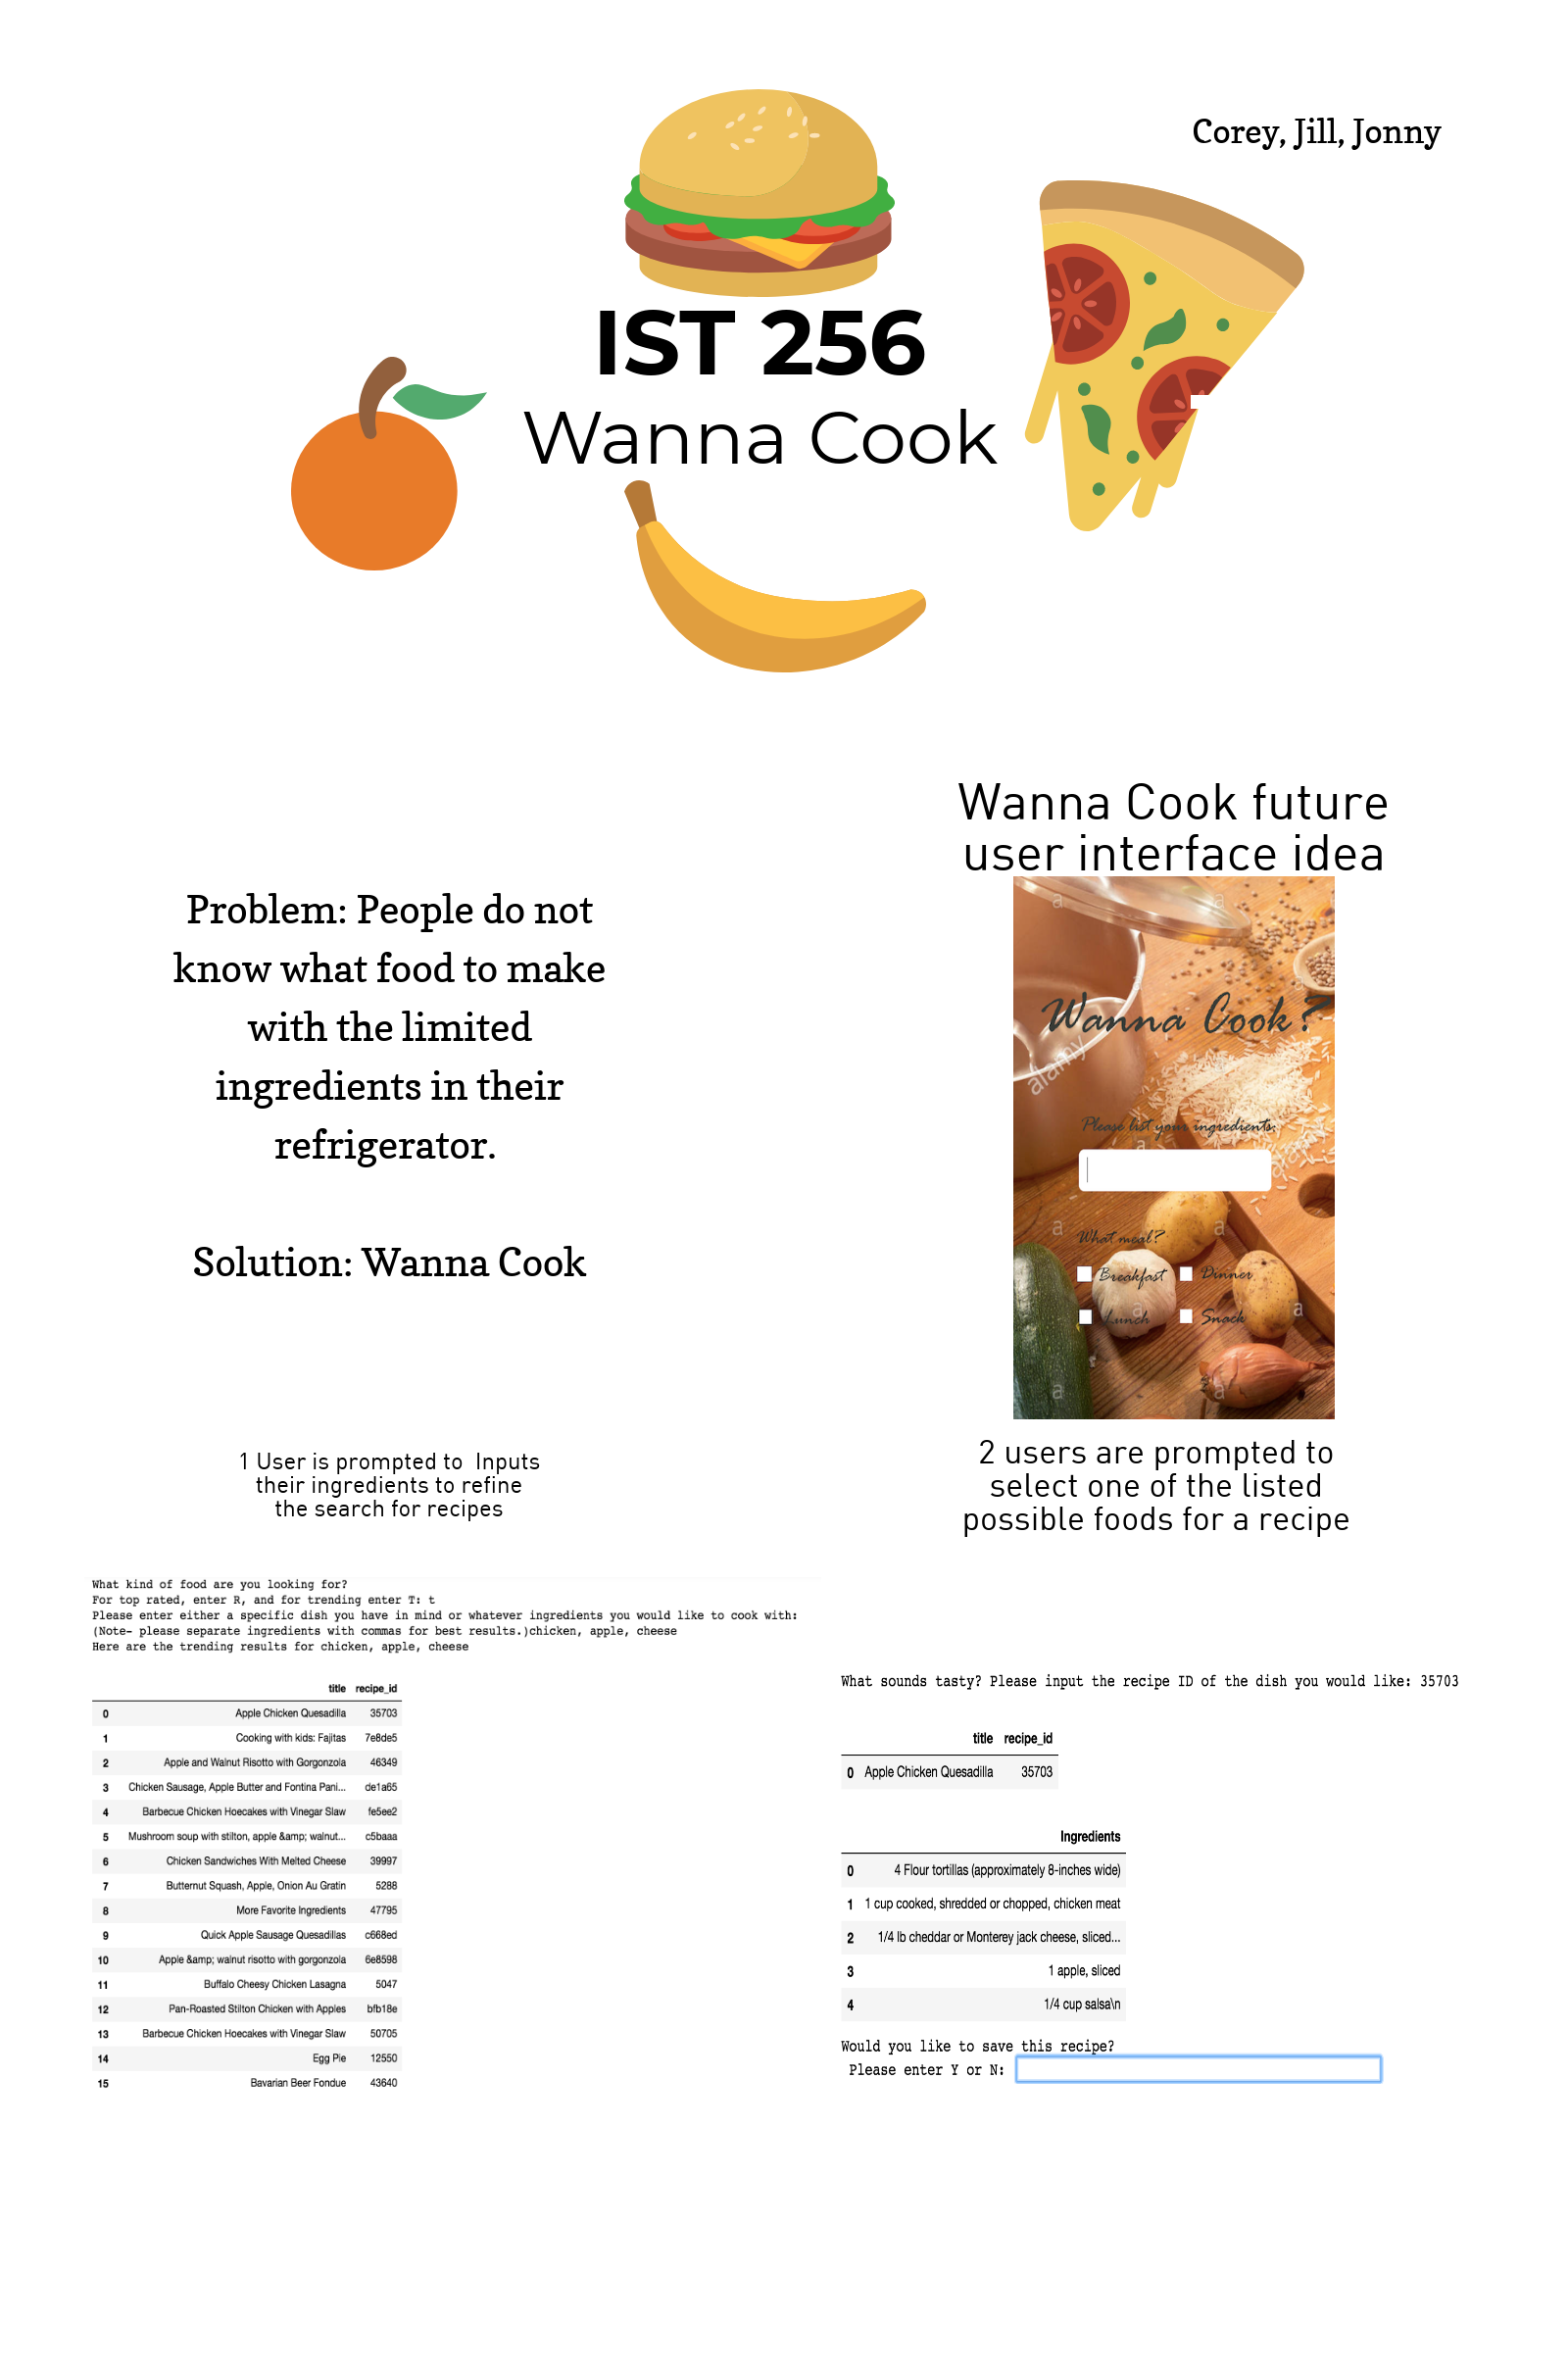 Corey, Jill, Jonny
IST 256
Wanna Cook
Problem: People do not
know what food to make
with the limited
ingredients in their
refrigerator.
Solution: Wanna Cook
Wanna Cook future
user interface idea
Wanna Cook?
alamy
Please list your ingredients:
What meal?
Breakfast
Dinner
Lunch
Snack
1 User is prompted to  Inputs
their ingredients to refine
the search for recipes
2 users are prompted to
select one of the listed
possible foods for a recipe
What kind of food are you looking for?
For top rated, enter R, and for trending enter T: t
Please enter either a specific dish you have in mind or whatever ingredients you would like to cook with:
(Note- please separate ingredients with commas for best results.)chicken, apple, cheese
Here are the trending results for chicken, apple, cheese
title recipe_id
0 Apple Chicken Quesadilla 35703
1 Cooking with kids: Fajitas 7e8de5
2 Apple and Walnut Risotto with Gorgonzola 46349
3 Chicken Sausage, Apple Butter and Fontina Pani... de1a65
4 Barbecue Chicken Hoecakes with Vinegar Slaw fe5ee2
5 Mushroom soup with stilton, apple &amp; walnut... c5baaa
6 Chicken Sandwiches With Melted Cheese 39997
7 Butternut Squash, Apple, Onion Au Gratin 5288
8 More Favorite Ingredients 47795
9 Quick Apple Sausage Quesadillas c668ed
10 Apple &amp; walnut risotto with gorgonzola 6e8598
11 Buffalo Cheesy Chicken Lasagna 5047
12 Pan-Roasted Stilton Chicken with Apples bfb18e
13 Barbecue Chicken Hoecakes with Vinegar Slaw 50705
14 Egg Pie 12550
15 Bavarian Beer Fondue 43640
What sounds tasty? Please input the recipe ID of the dish you would like: 35703
title recipe_id
0 Apple Chicken Quesadilla 35703
Ingredients
0 4 Flour tortillas (approximately 8-inches wide)
1 1 cup cooked, shredded or chopped, chicken meat
2 1/4 lb cheddar or Monterey jack cheese, sliced...
3 1 apple, sliced
4 1/4 cup salsa\n
Would you like to save this recipe?
Please enter Y or N: